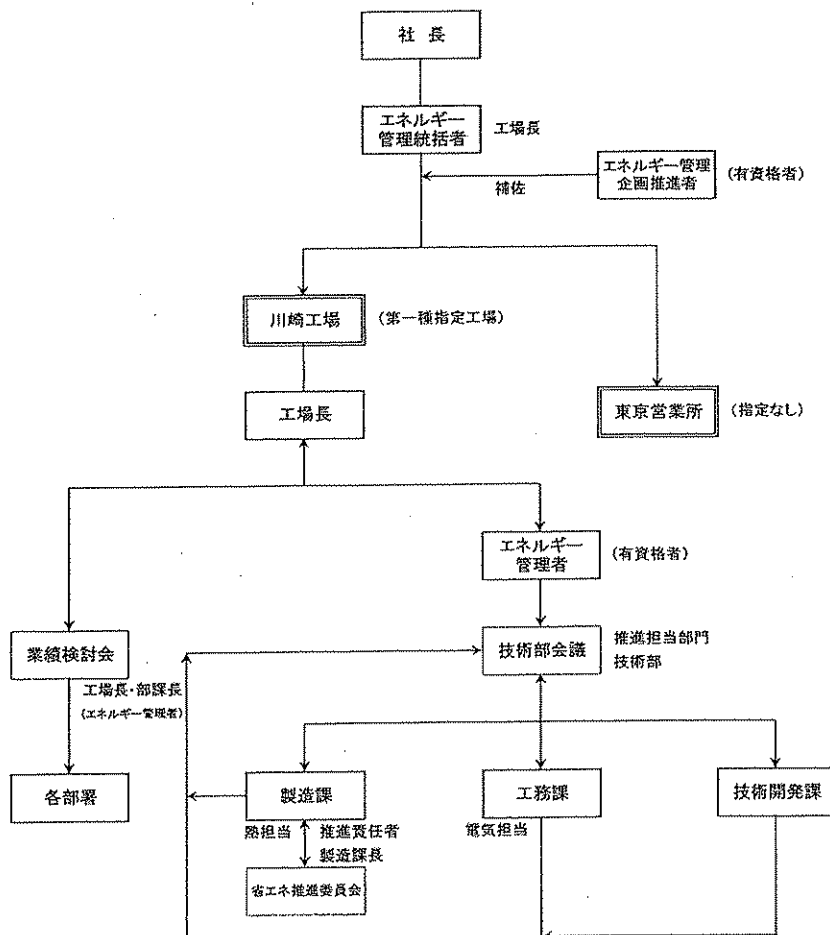 社 長
エネルギー
管理統括者
工場長
エネルギー管理
企画推進者
(有資格者)
補佐
川崎工場
(第一種指定工場)
工場長
東京営業所
(指定なし)
エネルギー
管理者
(有資格者)
業績検討会
技術部会議
推進担当部門
技術部
工場長・部課長
(エネルギー管理者)
各部署
製造課
工務課
技術開発課
熱担当
推進責任者
製造課長
電気担当
省エネ推進委員会